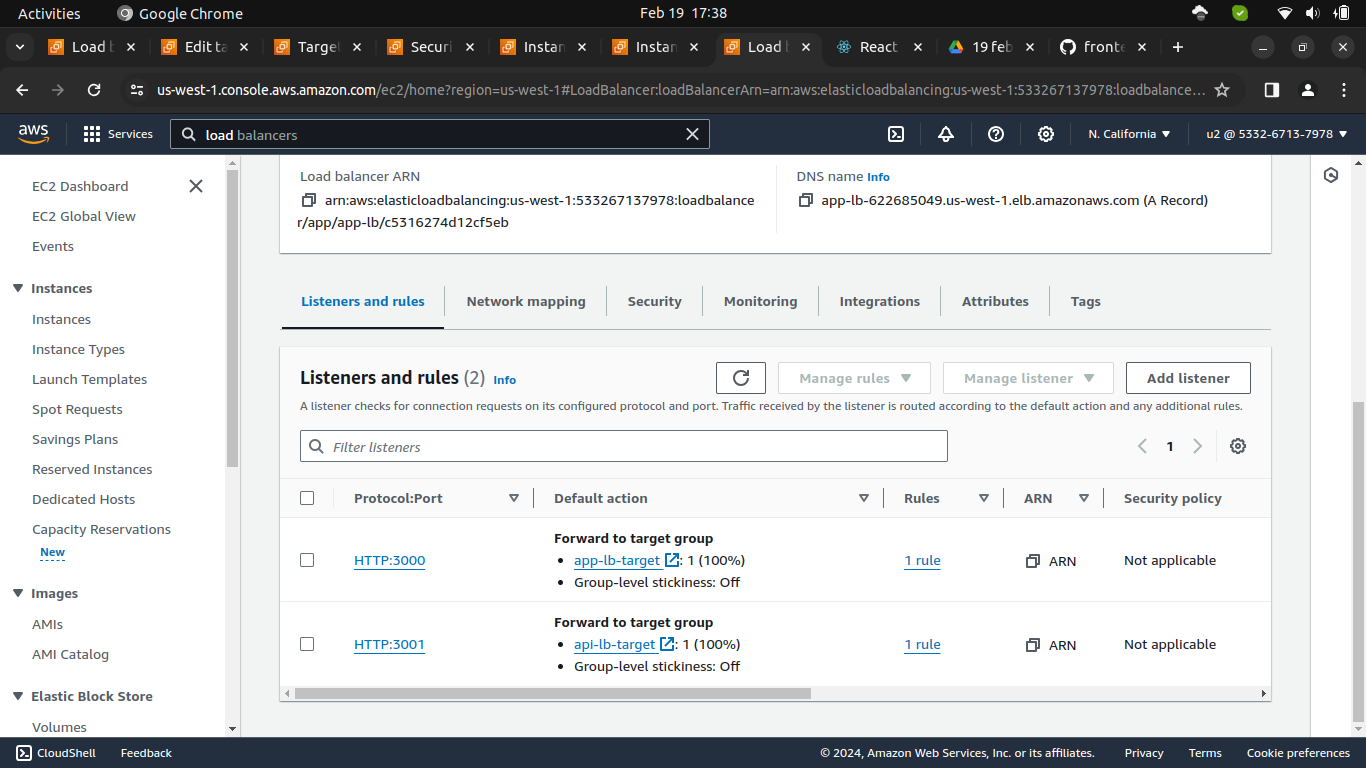 Activities
Google Chrome
Feb 19 17:38
Load b
Edit ta
Target
Securi
Instan
Instan
Load b
React
19 feb
fronte
us-west-1.console.aws.amazon.com/ec2/home?region=us-west-1#LoadBalancer:loadBalancerArn=arn:aws:elasticloadbalancing:us-west-1:533267137978:loadbalance...
aws
Services
load balancers
N. California
u2 @ 5332-6713-7978
EC2 Dashboard
EC2 Global View
Events
Instances
Instances
Instance Types
Launch Templates
Spot Requests
Savings Plans
Reserved Instances
Dedicated Hosts
Capacity Reservations
New
Images
AMIs
AMI Catalog
Elastic Block Store
Volumes
Load balancer ARN
arn:aws:elasticloadbalancing:us-west-1:533267137978:loadbalance
r/app/app-lb/c5316274d12cf5eb
DNS name Info
app-lb-622685049.us-west-1.elb.amazonaws.com (A Record)
Listeners and rules
Network mapping
Security
Monitoring
Integrations
Attributes
Tags
Listeners and rules (2) Info
Manage rules
Manage listener
Add listener
A listener checks for connection requests on its configured protocol and port. Traffic received by the listener is routed according to the default action and any additional rules.
Filter listeners
1
Protocol:Port
Default action
Rules
ARN
Security policy
HTTP:3000
Forward to target group
• app-lb-target : 1 (100%)
• Group-level stickiness: Off
1 rule
ARN
Not applicable
HTTP:3001
Forward to target group
• api-lb-target : 1 (100%)
• Group-level stickiness: Off
1 rule
ARN
Not applicable
CloudShell
Feedback
© 2024, Amazon Web Services, Inc. or its affiliates.
Privacy
Terms
Cookie preferences